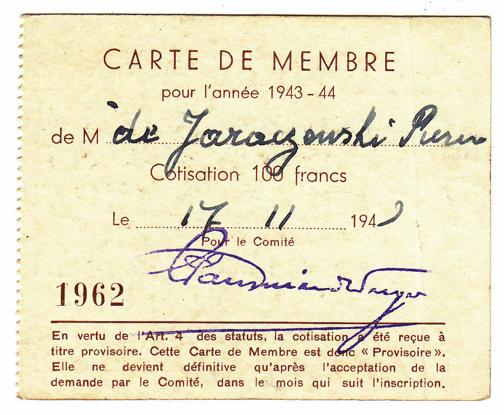 CARTE DE MEMBRE
pour l'année 1943-44
de M de Jaraczewski Pierre
Cotisation 100 francs
Le 17 11 1943
Pour le Comité
1962
En vertu de l'Art. 4 des statuts, la cotisation a été reçue à
titre provisoire. Cette Carte de Membre est donc « Provisoire ».
Elle ne devient définitive qu'après l'acceptation de la
demande par le Comité, dans le mois qui suit l'inscription.